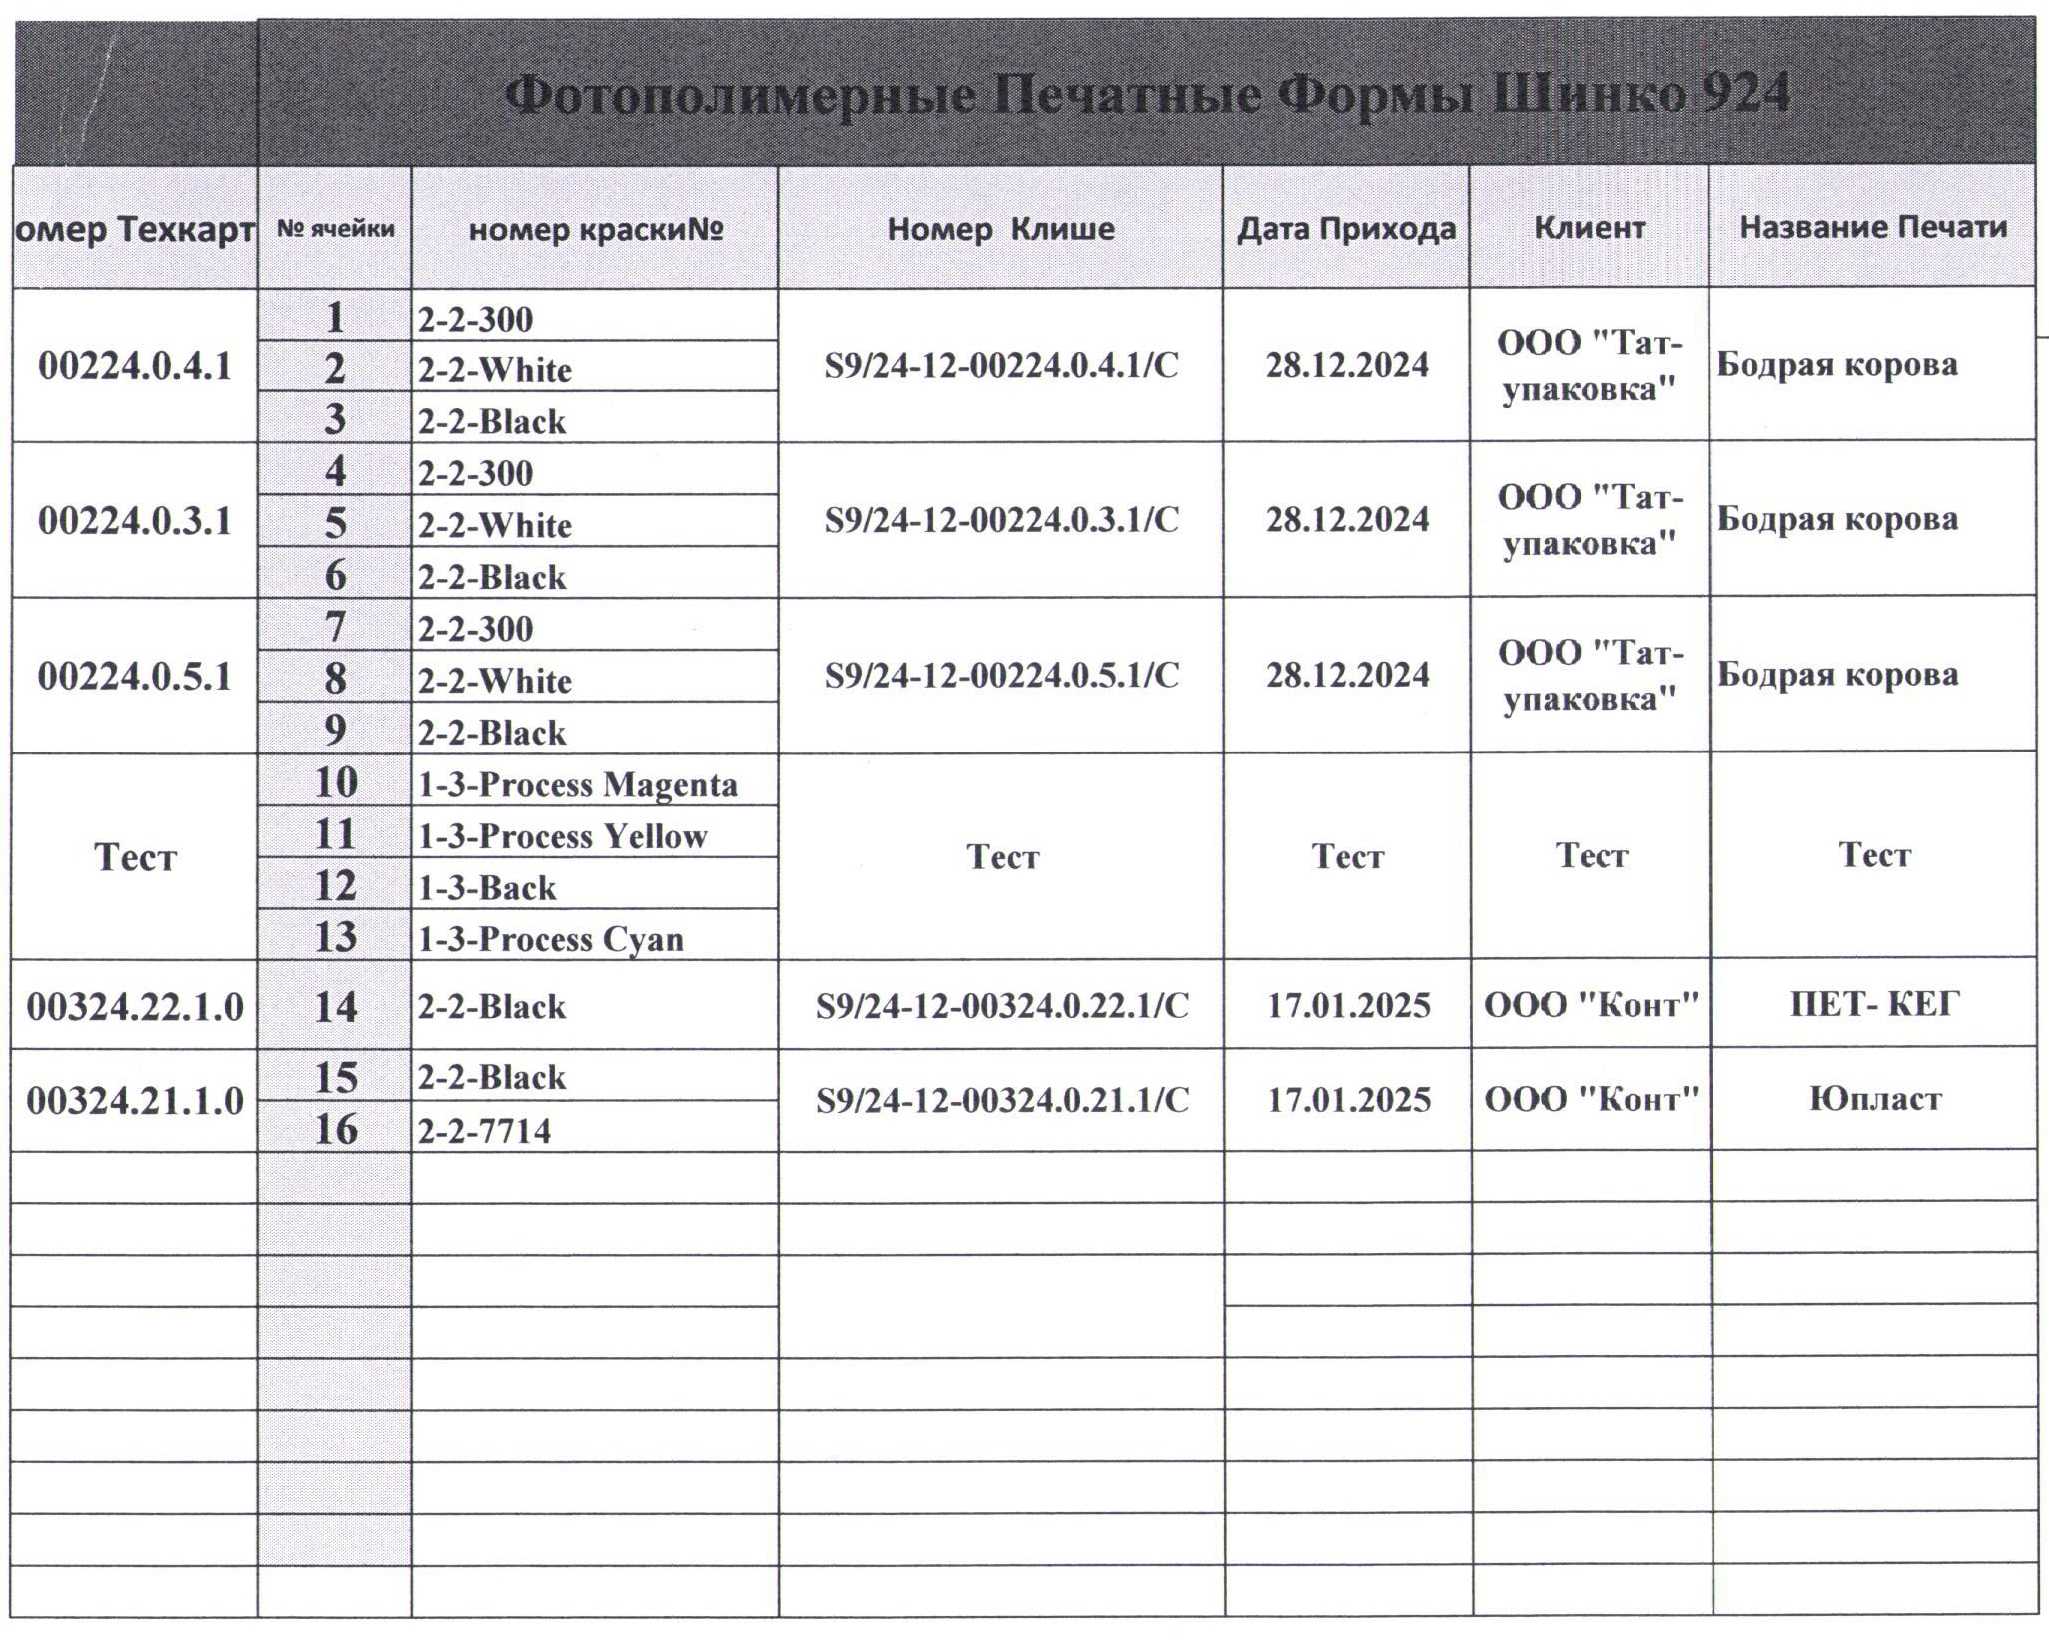 Фотополимерные Печатные Формы Шинко 924
омер Техкарт № ячейки номер краски№ Номер Клише Дата Прихода Клиент Название Печати
00224.0.4.1 1 2-2-300 S9/24-12-00224.0.4.1/C 28.12.2024 ООО "Тат-упаковка" Бодрая корова
2 2-2-White
3 2-2-Black
00224.0.3.1 4 2-2-300 S9/24-12-00224.0.3.1/C 28.12.2024 ООО "Тат-упаковка" Бодрая корова
5 2-2-White
6 2-2-Black
00224.0.5.1 7 2-2-300 S9/24-12-00224.0.5.1/C 28.12.2024 ООО "Тат-упаковка" Бодрая корова
8 2-2-White
9 2-2-Black
Тест 10 1-3-Process Magenta Тест Тест Тест Тест
11 1-3-Process Yellow
12 1-3-Back
13 1-3-Process Cyan
00324.22.1.0 14 2-2-Black S9/24-12-00324.0.22.1/C 17.01.2025 ООО "Конт" ПЕТ- КЕГ
00324.21.1.0 15 2-2-Black S9/24-12-00324.0.21.1/C 17.01.2025 ООО "Конт" Юпласт
16 2-2-7714